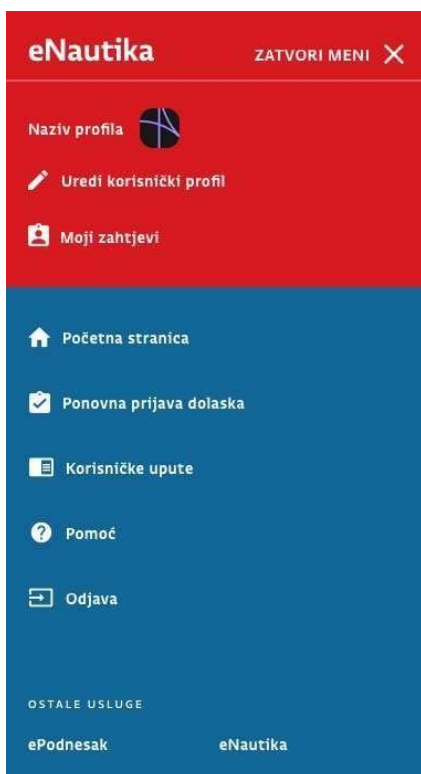 eNautika ZATVORI MENI
Naziv profila
Uredi korisnički profil
Moji zahtjevi
Početna stranica
Ponovna prijava dolaska
Korisničke upute
Pomoć
Odjava
OSTALE USLUGE
ePodnesak eNautika